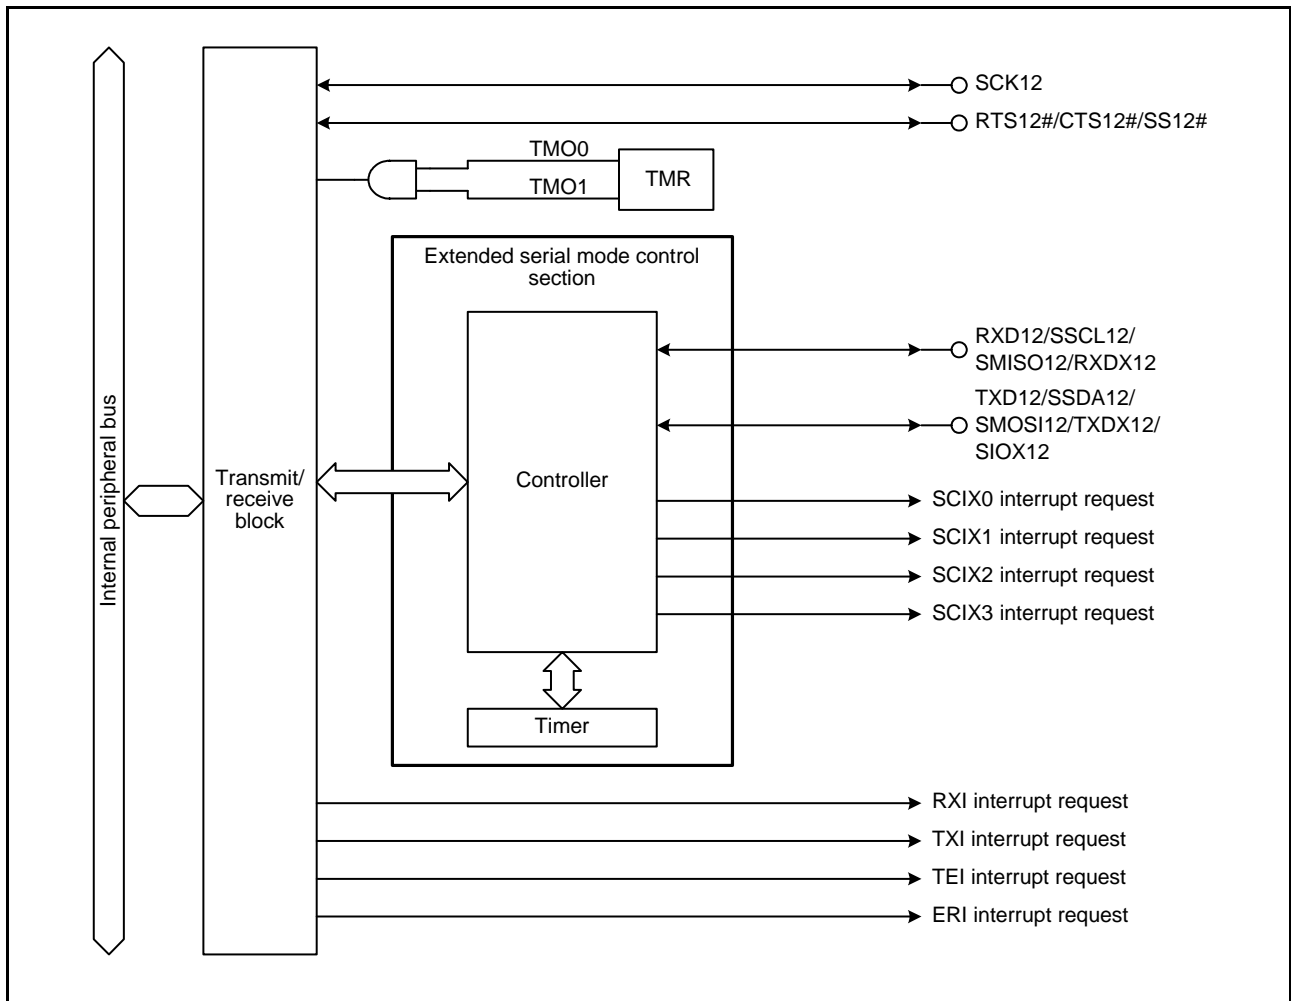 SCK12
RTS12#/CTS12#/SS12#
TMO0
TMO1
TMR
Extended serial mode control
section
RXD12/SSCL12/
SMISO12/RXDX12
TXD12/SSDA12/
SMOSI12/TXDX12/
SIOX12
Internal peripheral bus
Transmit/
receive
block
Controller
SCIX0 interrupt request
SCIX1 interrupt request
SCIX2 interrupt request
SCIX3 interrupt request
Timer
RXI interrupt request
TXI interrupt request
TEI interrupt request
ERI interrupt request